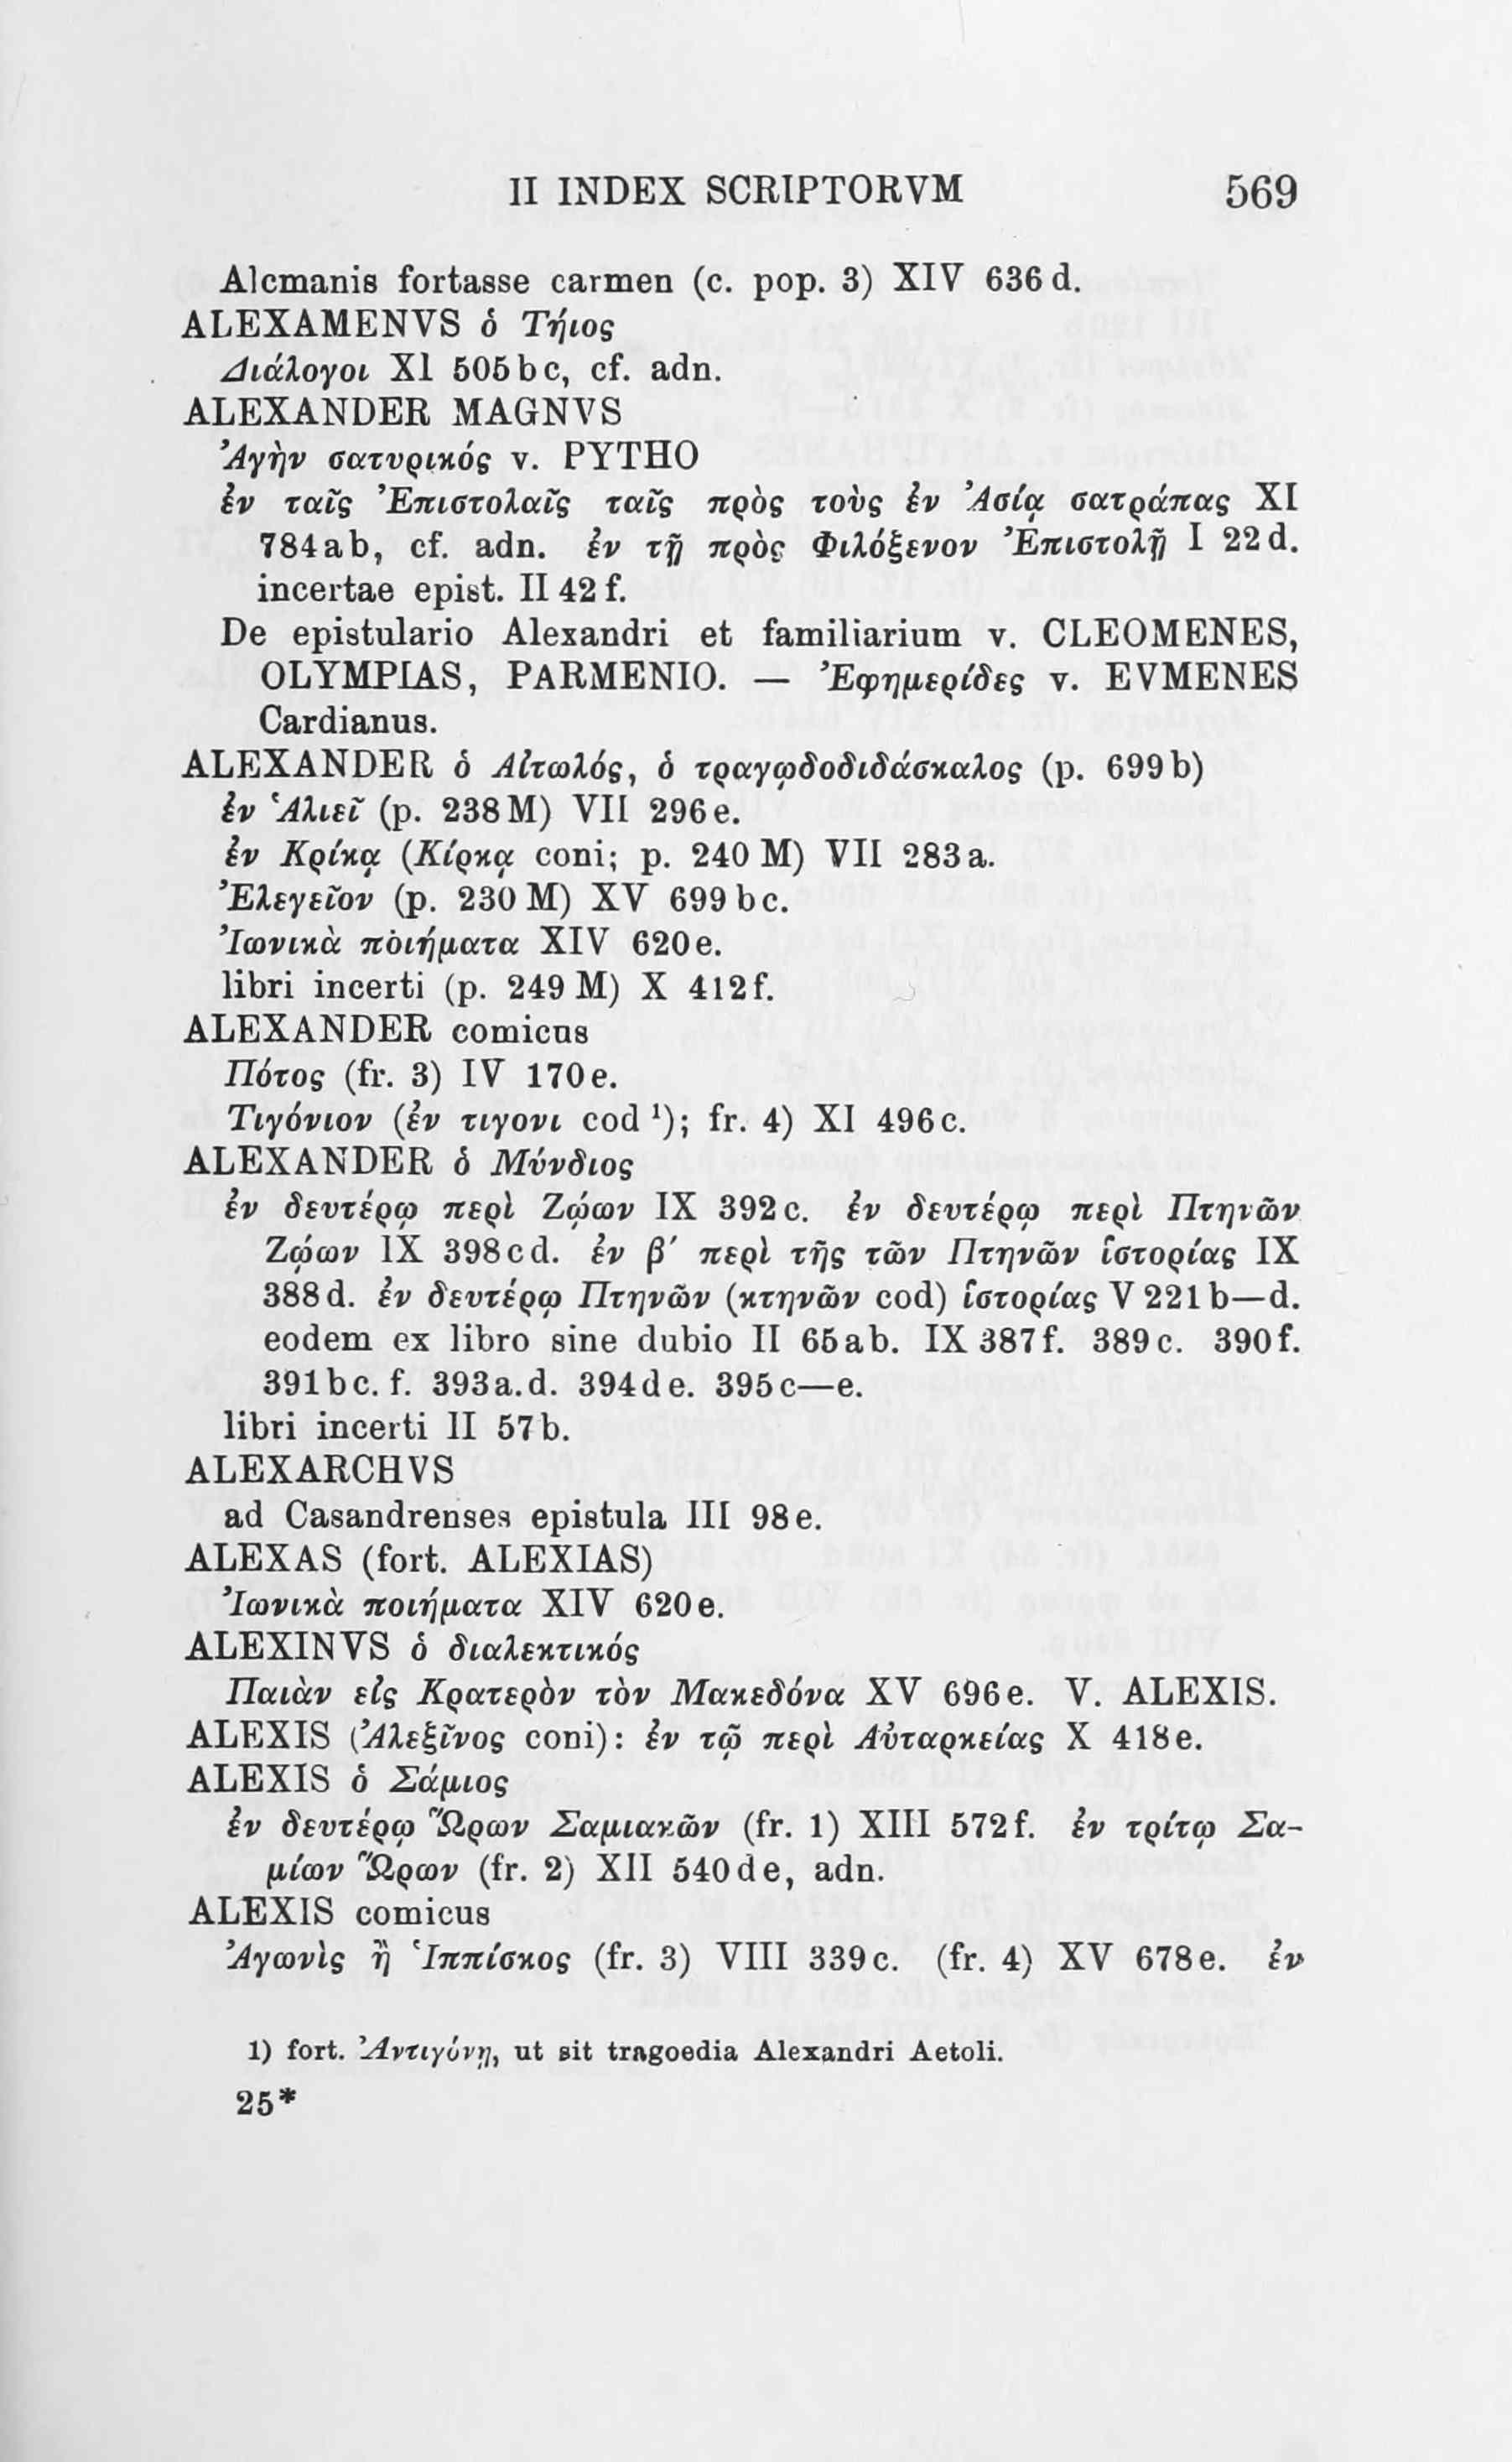 II INDEX SCRIPTORVM 569
Alcmanis fortasse carmen (c. pop. 3) XIV 636 d.
ALEXAMENVS ὁ Τήιος
Διάλογοι XI 505 b c, cf. adn.
ALEXANDER MAGNVS
Ἀγὴν σατυρικός v. PYTHO
ἐν ταῖς Ἐπιστολαῖς ταῖς πρὸς τοὺς ἐν Ἀσίᾳ σατράπας XI
784 a b, cf. adn. ἐν τῇ πρὸς Φιλόξενον Ἐπιστολῇ I 22 d.
incertae epist. II 42 f.
De epistulario Alexandri et familiarium v. CLEOMENES,
OLYMPIAS, PARMENIO. — Ἐφημερίδες v. EVMENES
Cardianus.
ALEXANDER ὁ Αἰτωλός, ὁ τραγῳδοδιδάσκαλος (p. 699 b)
ἐν Ἁλιεῖ (p. 238 M) VII 296 e.
ἐν Κρίκᾳ (Κίρκᾳ coni; p. 240 M) VII 283 a.
Ἐλεγεῖον (p. 230 M) XV 699 b c.
Ἰωνικὰ ποιήματα XIV 620 e.
libri incerti (p. 249 M) X 412 f.
ALEXANDER comicus
Πότος (fr. 3) IV 170 e.
Τιγόνιον (ἐν τιγονι cod ¹); fr. 4) XI 496 c.
ALEXANDER ὁ Μύνδιος
ἐν δευτέρῳ περὶ Ζῴων IX 392 c. ἐν δευτέρῳ περὶ Πτηνῶν
Ζῴων IX 398 c d. ἐν β′ περὶ τῆς τῶν Πτηνῶν ἱστορίας IX
388 d. ἐν δευτέρῳ Πτηνῶν (κτηνῶν cod) ἱστορίας V 221 b—d.
eodem ex libro sine dubio II 65 a b. IX 387 f. 389 c. 390 f.
391 b c. f. 393 a. d. 394 d e. 395 c—e.
libri incerti II 57 b.
ALEXARCHVS
ad Casandrenses epistula III 98 e.
ALEXAS (fort. ALEXIAS)
Ἰωνικὰ ποιήματα XIV 620 e.
ALEXINVS ὁ διαλεκτικός
Παιὰν εἰς Κρατερὸν τὸν Μακεδόνα XV 696 e. V. ALEXIS.
ALEXIS (Ἀλεξῖνος coni): ἐν τῷ περὶ Αὐταρκείας X 418 e.
ALEXIS ὁ Σάμιος
ἐν δευτέρῳ Ὥρων Σαμιακῶν (fr. 1) XIII 572 f. ἐν τρίτῳ Σα-
μίων Ὥρων (fr. 2) XII 540 d e, adn.
ALEXIS comicus
Ἀγωνὶς ἢ Ἱππίσκος (fr. 3) VIII 339 c. (fr. 4) XV 678 e. ἐν
1) fort. Ἀντιγόνῃ, ut sit tragoedia Alexandri Aetoli.
25*